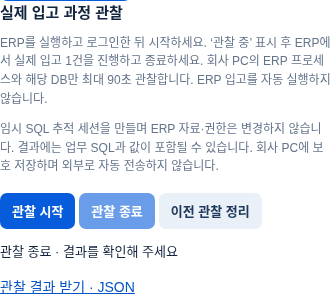 실제 입고 과정 관찰
ERP를 실행하고 로그인한 뒤 시작하세요. ‘관찰 중’ 표시 후 ERP에
서 실제 입고 1건을 진행하고 종료하세요. 회사 PC의 ERP 프로세
스와 해당 DB만 최대 90초 관찰합니다. ERP 입고를 자동 실행하지
않습니다.
임시 SQL 추적 세션을 만들며 ERP 자료·권한은 변경하지 않습니
다. 결과에는 업무 SQL과 값이 포함될 수 있습니다. 회사 PC에 보
호 저장하며 외부로 자동 전송하지 않습니다.
관찰 시작 관찰 종료 이전 관찰 정리
관찰 종료 · 결과를 확인해 주세요
관찰 결과 받기 · JSON